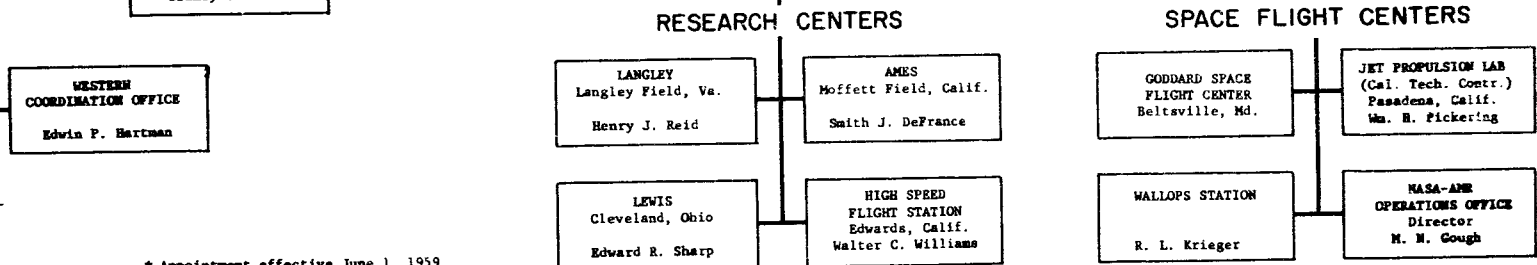 RESEARCH CENTERS
SPACE FLIGHT CENTERS
WESTERN
COORDINATION OFFICE
Edwin P. Hartman
LANGLEY
Langley Field, Va.
Henry J. Reid
AMES
Moffett Field, Calif.
Smith J. DeFrance
GODDARD SPACE
FLIGHT CENTER
Beltsville, Md.
JET PROPULSION LAB
(Cal. Tech. Contr.)
Pasadena, Calif.
Wm. H. Pickering
LEWIS
Cleveland, Ohio
Edward R. Sharp
HIGH SPEED
FLIGHT STATION
Edwards, Calif.
Walter C. Williams
WALLOPS STATION
R. L. Krieger
NASA-AMR
OPERATIONS OFFICE
Director
M. N. Gough
* Appointment effective June 1, 1959